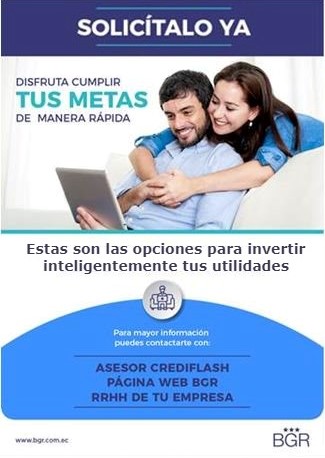 SOLICÍTALO YA
DISFRUTA CUMPLIR
TUS METAS
DE MANERA RÁPIDA
Estas son las opciones para invertir
inteligentemente tus utilidades
Para mayor información
puedes contactarte con:
ASESOR CREDIFLASH
PÁGINA WEB BGR
RRHH DE TU EMPRESA
www.bgr.com.ec
BGR